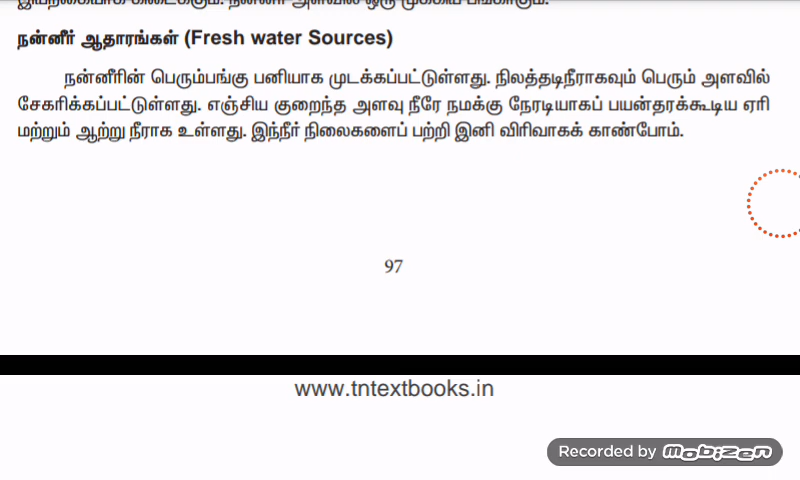 நன்னீர் ஆதாரங்கள் (Fresh water Sources)
நன்னீரின் பெரும்பங்கு பனியாக முடக்கப்பட்டுள்ளது. நிலத்தடிநீராகவும் பெரும் அளவில்
சேகரிக்கப்பட்டுள்ளது. எஞ்சிய குறைந்த அளவு நீரே நமக்கு நேரடியாகப் பயன்தரக்கூடிய ஏரி
மற்றும் ஆற்று நீராக உள்ளது. இந்நீர் நிலைகளைப் பற்றி இனி விரிவாகக் காண்போம்.
97
www.tntextbooks.in
Recorded by mobizen